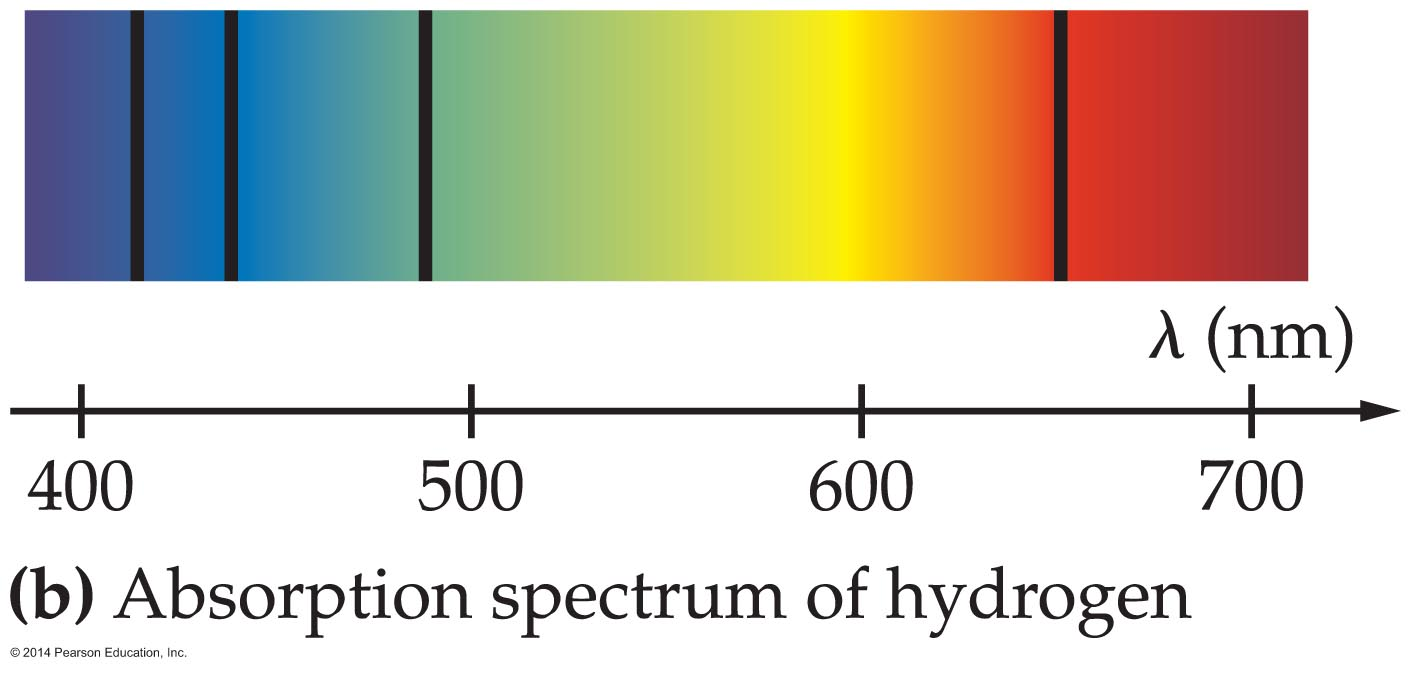 λ (nm)
400 500 600 700
(b) Absorption spectrum of hydrogen
© 2014 Pearson Education, Inc.